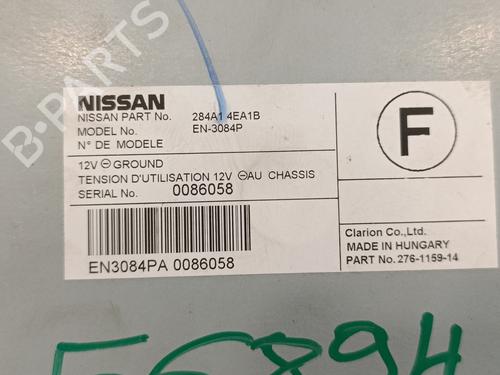 B-PARTS
NISSAN
NISSAN PART No. 284A1 4EA1B
MODEL No. EN-3084P
N° DE MODELE
12V ⊖ GROUND
TENSION D'UTILISATION 12V ⊖AU CHASSIS
SERIAL No. 0086058
EN3084PA 0086058
F
Clarion Co.,Ltd.
MADE IN HUNGARY
PART No. 276-1159-14
56894